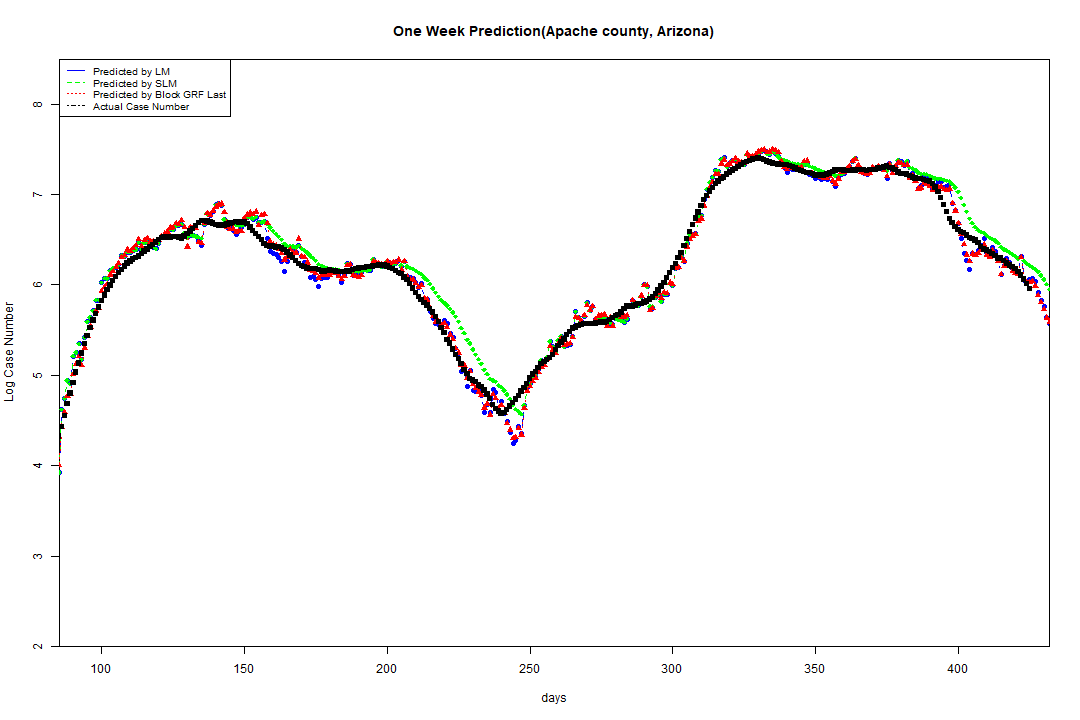 One Week Prediction(Apache county, Arizona)
Predicted by LM
Predicted by SLM
Predicted by Block GRF Last
Actual Case Number
8
7
6
5
4
3
2
Log Case Number
100 150 200 250 300 350 400
days